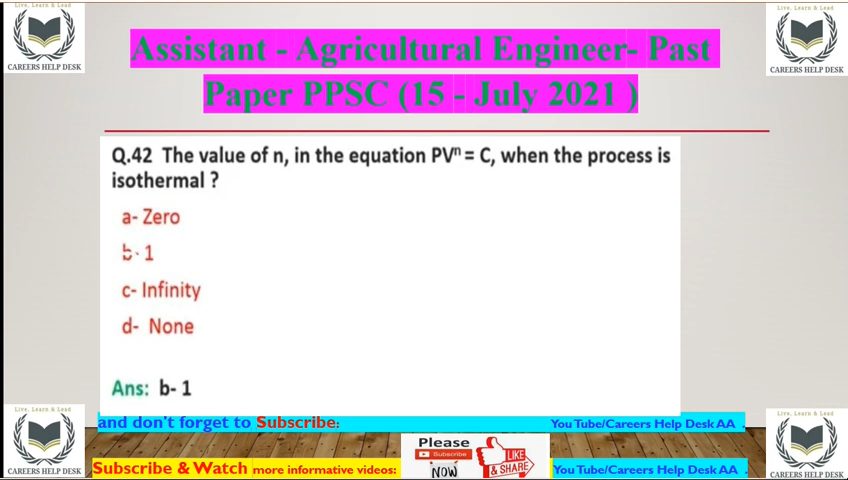 Live, Learn & Lead
CAREERS HELP DESK
Live, Learn & Lead
CAREERS HELP DESK
Assistant - Agricultural Engineer- Past
Paper PPSC (15 - July 2021 )
Q.42 The value of n, in the equation PVⁿ = C, when the process is
isothermal ?
a- Zero
b- 1
c- Infinity
d- None
Ans: b- 1
Live, Learn & Lead
CAREERS HELP DESK
Live, Learn & Lead
CAREERS HELP DESK
and don't forget to Subscribe:
You Tube/Careers Help Desk AA .
Subscribe & Watch more informative videos:
Please
Subscribe
NOW
LIKE
& SHARE
You Tube/Careers Help Desk AA .